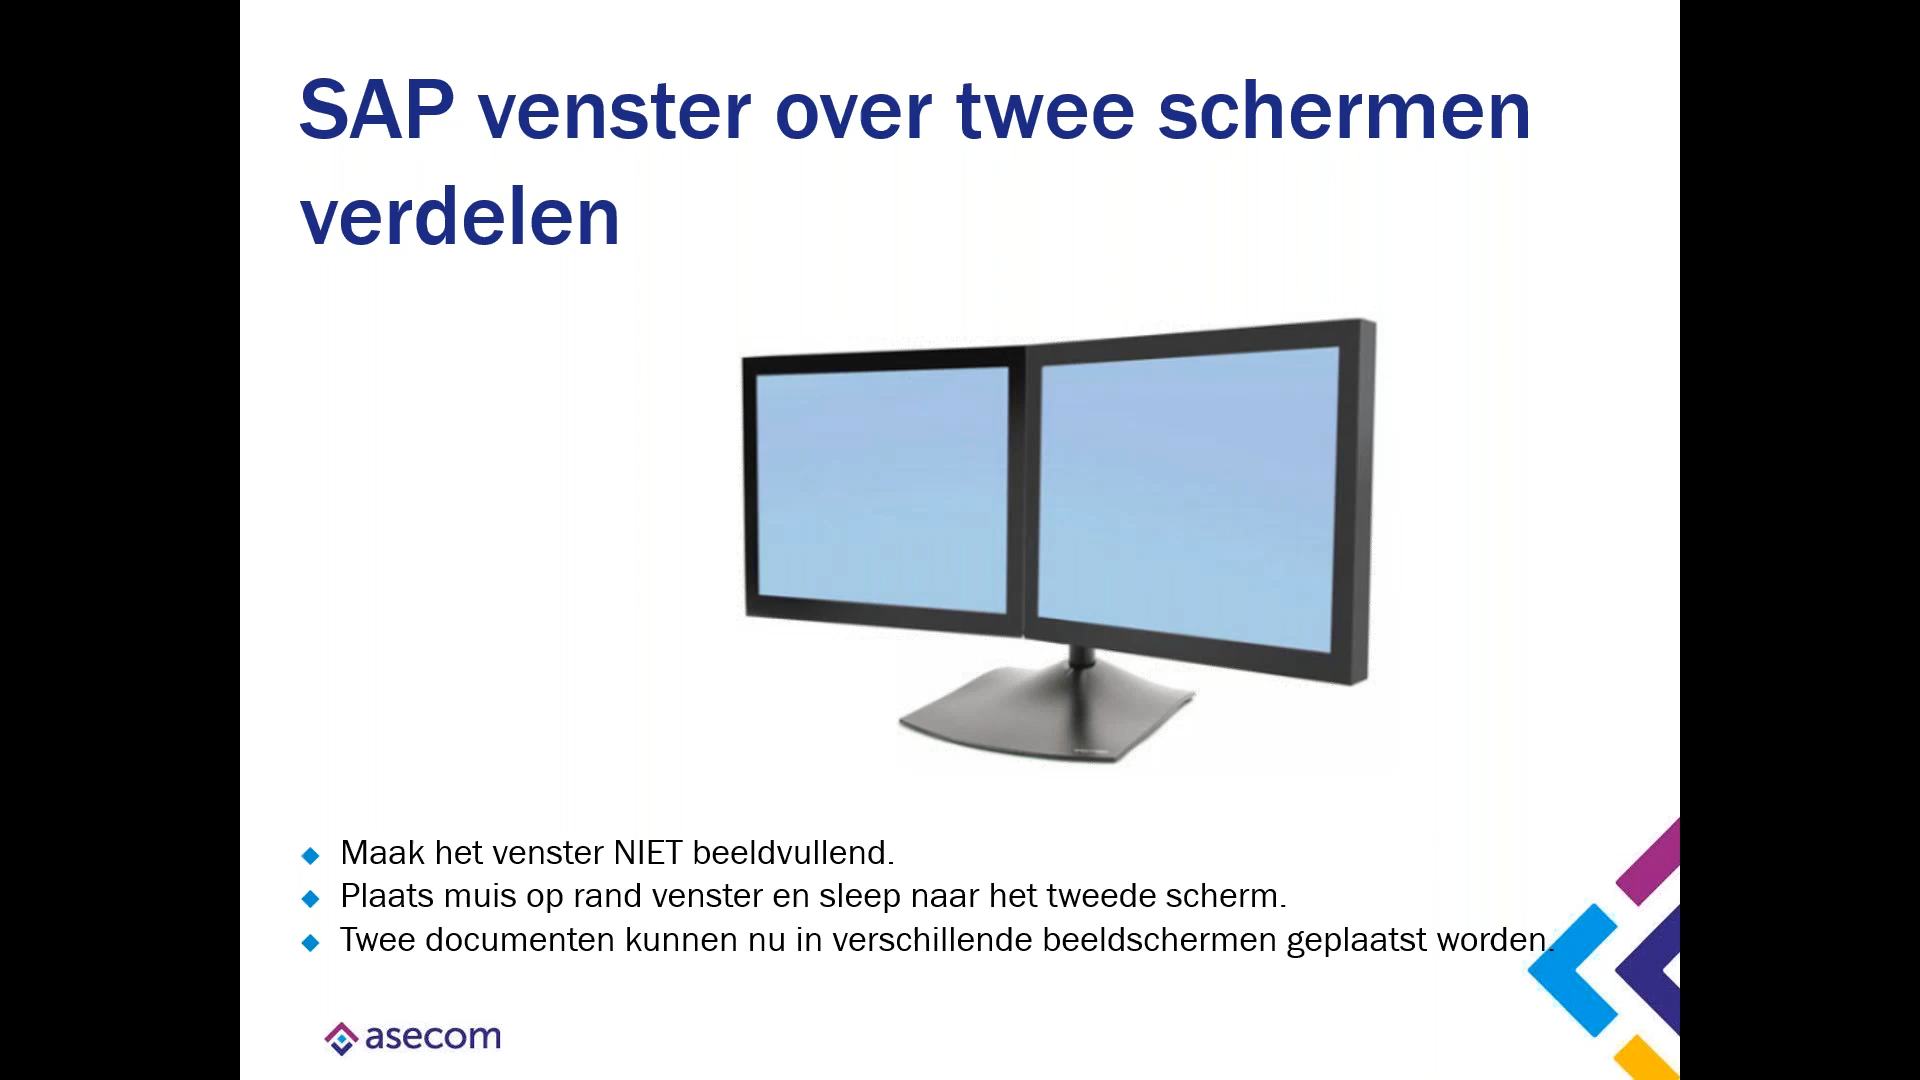 SAP venster over twee schermen
verdelen
Maak het venster NIET beeldvullend.
Plaats muis op rand venster en sleep naar het tweede scherm.
Twee documenten kunnen nu in verschillende beeldschermen geplaatst worden.
asecom